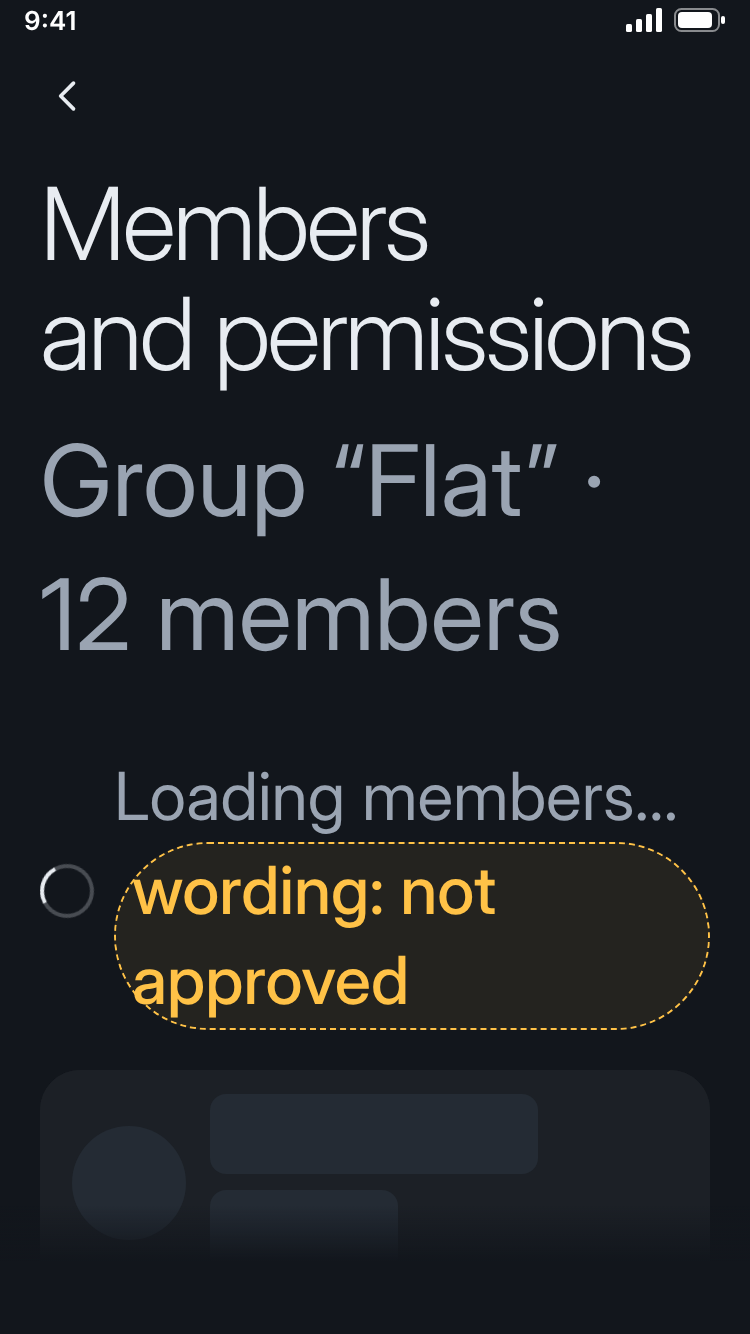 9:41
Members
and permissions
Group “Flat” ·
12 members
Loading members...
wording: not
approved